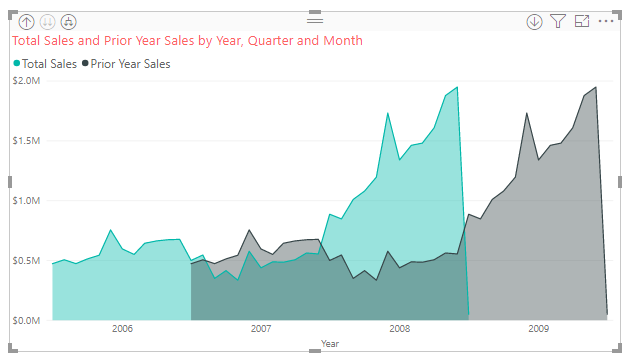 Total Sales and Prior Year Sales by Year, Quarter and Month
Total Sales Prior Year Sales
$2.0M
$1.5M
$1.0M
$0.5M
$0.0M
2006 2007 2008 2009
Year